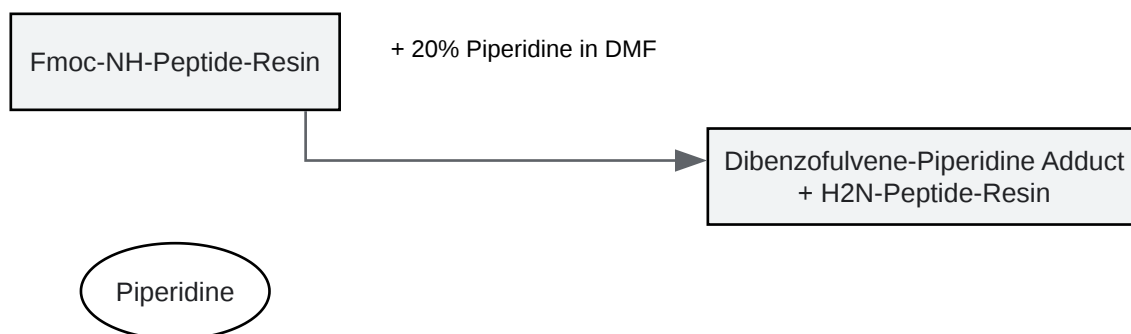 Fmoc-NH-Peptide-Resin
+ 20% Piperidine in DMF
Dibenzofulvene-Piperidine Adduct
+ H2N-Peptide-Resin
Piperidine